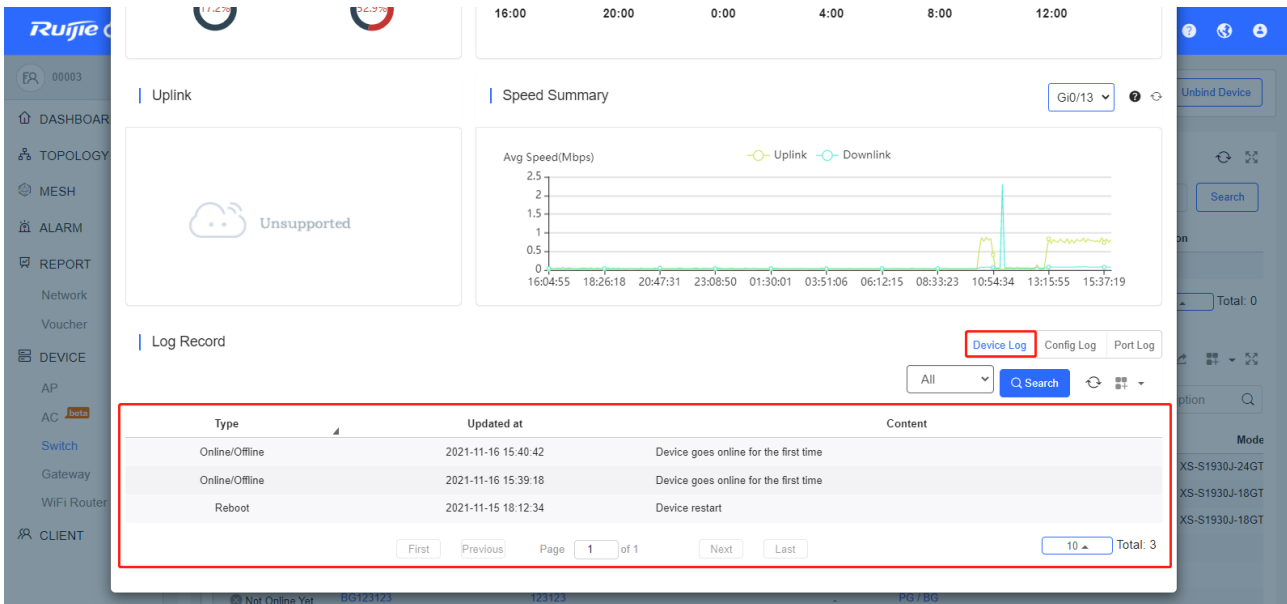 Ruijie
17.2%
32.9%
16:00 20:00 0:00 4:00 8:00 12:00
00003
Unbind Device
Uplink
Speed Summary
Gi0/13
DASHBOAR
TOPOLOGY
MESH
ALARM
REPORT
Network
Voucher
DEVICE
AP
AC beta
Switch
Gateway
WiFi Router
CLIENT
Unsupported
Avg Speed(Mbps)
Uplink Downlink
2.5
2
1.5
1
0.5
0
16:04:55 18:26:18 20:47:31 23:08:50 01:30:01 03:51:06 06:12:15 08:33:23 10:54:34 13:15:55 15:37:19
Search
on
Total: 0
Log Record
Device Log Config Log Port Log
All Search
ption
Type Updated at Content
Online/Offline 2021-11-16 15:40:42 Device goes online for the first time
Online/Offline 2021-11-16 15:39:18 Device goes online for the first time
Reboot 2021-11-15 18:12:34 Device restart
First Previous Page 1 of 1 Next Last 10 Total: 3
Mode
XS-S1930J-24GT
XS-S1930J-18GT
XS-S1930J-18GT
Not Online Yet BG123123 123123 - PG / BG